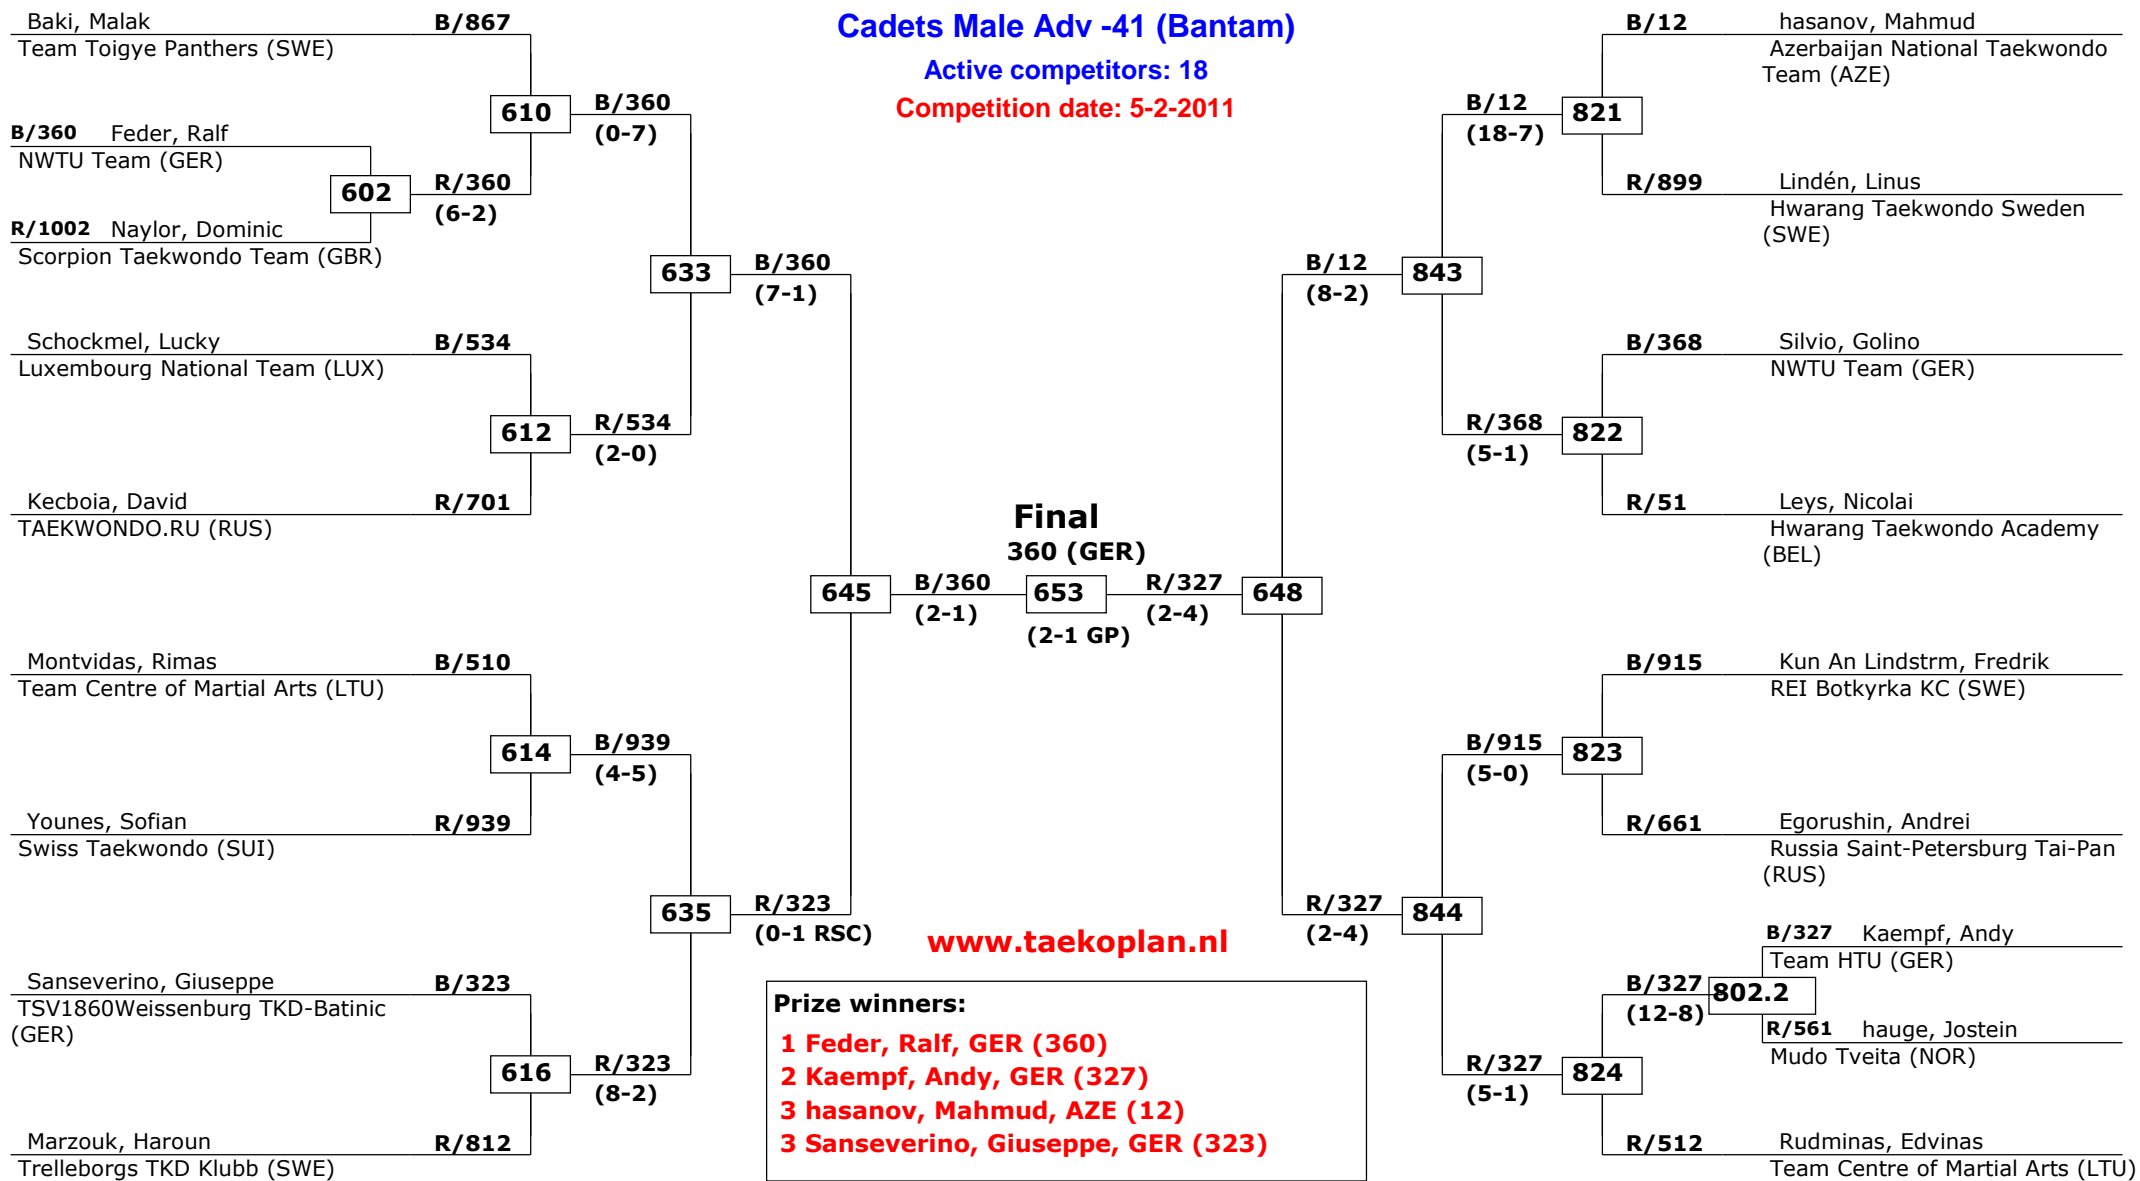 Cadets Male Adv -41 (Bantam)
Active competitors: 18
Competition date: 5-2-2011
Baki, Malak B/867
Team Toigye Panthers (SWE)
610 B/360
(0-7)
B/360 Feder, Ralf
NWTU Team (GER)
602 R/360
(6-2)
R/1002 Naylor, Dominic
Scorpion Taekwondo Team (GBR)
633 B/360
(7-1)
Schockmel, Lucky B/534
Luxembourg National Team (LUX)
612 R/534
(2-0)
Kecboia, David R/701
TAEKWONDO.RU (RUS)
645 B/360
(2-1)
Montvidas, Rimas B/510
Team Centre of Martial Arts (LTU)
614 B/939
(4-5)
Younes, Sofian R/939
Swiss Taekwondo (SUI)
635 R/323
(0-1 RSC)
Sanseverino, Giuseppe B/323
TSV1860Weissenburg TKD-Batinic
(GER)
616 R/323
(8-2)
Marzouk, Haroun R/812
Trelleborgs TKD Klubb (SWE)
Final
360 (GER)
653
(2-1 GP)
B/12 hasanov, Mahmud
Azerbaijan National Taekwondo
Team (AZE)
B/12 821
(18-7)
R/899 Lindén, Linus
Hwarang Taekwondo Sweden
(SWE)
B/12 843
(8-2)
B/368 Silvio, Golino
NWTU Team (GER)
R/368 822
(5-1)
R/51 Leys, Nicolai
Hwarang Taekwondo Academy
(BEL)
R/327 648
(2-4)
B/915 Kun An Lindstrm, Fredrik
REI Botkyrka KC (SWE)
B/915 823
(5-0)
R/661 Egorushin, Andrei
Russia Saint-Petersburg Tai-Pan
(RUS)
R/327 844
(2-4)
B/327 Kaempf, Andy
Team HTU (GER)
B/327 802.2
(12-8)
R/561 hauge, Jostein
Mudo Tveita (NOR)
R/327 824
(5-1)
R/512 Rudminas, Edvinas
Team Centre of Martial Arts (LTU)
www.taekoplan.nl
Prize winners:
1 Feder, Ralf, GER (360)
2 Kaempf, Andy, GER (327)
3 hasanov, Mahmud, AZE (12)
3 Sanseverino, Giuseppe, GER (323)